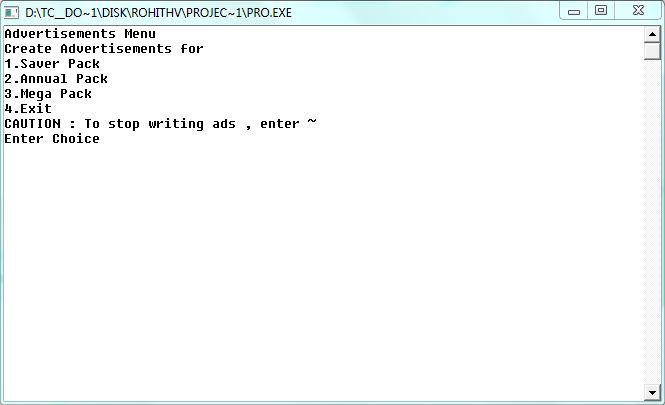 D:\TC__DO~1\DISK\ROHITHV\PROJEC~1\PRO.EXE
Advertisements Menu
Create Advertisements for
1.Saver Pack
2.Annual Pack
3.Mega Pack
4.Exit
CAUTION : To stop writing ads , enter ~
Enter Choice